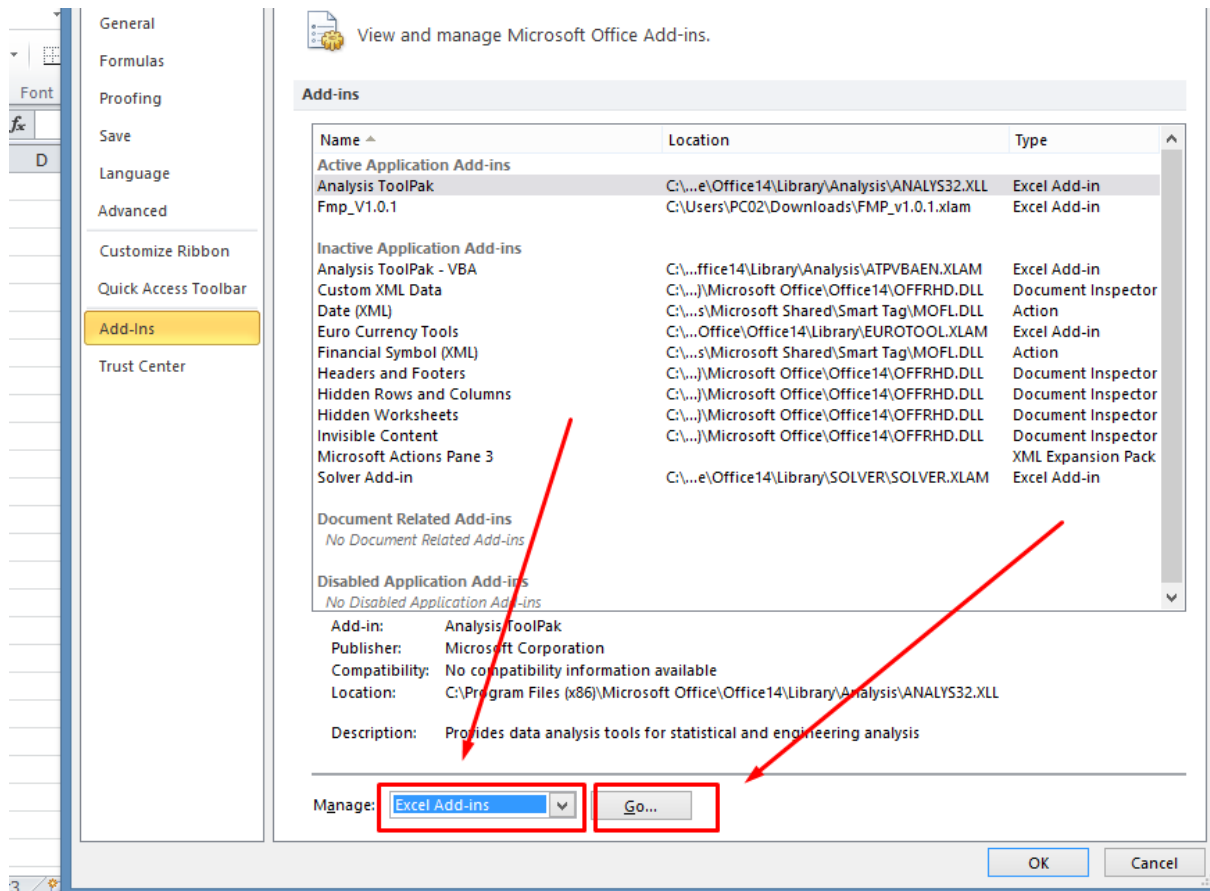 General
Formulas
Font
Proofing
fx
Save
D
Language
Advanced
Customize Ribbon
Quick Access Toolbar
Add-Ins
Trust Center
View and manage Microsoft Office Add-ins.
Add-ins
Name Location Type
Active Application Add-ins
Analysis ToolPak C:\...e\Office14\Library\Analysis\ANALYS32.XLL Excel Add-in
Fmp_V1.0.1 C:\Users\PC02\Downloads\FMP_v1.0.1.xlam Excel Add-in
Inactive Application Add-ins
Analysis ToolPak - VBA C:\...ffice14\Library\Analysis\ATPVBAEN.XLAM Excel Add-in
Custom XML Data C:\...)\Microsoft Office\Office14\OFFRHD.DLL Document Inspector
Date (XML) C:\...s\Microsoft Shared\Smart Tag\MOFL.DLL Action
Euro Currency Tools C:\...Office\Office14\Library\EUROTOOL.XLAM Excel Add-in
Financial Symbol (XML) C:\...s\Microsoft Shared\Smart Tag\MOFL.DLL Action
Headers and Footers C:\...)\Microsoft Office\Office14\OFFRHD.DLL Document Inspector
Hidden Rows and Columns C:\...)\Microsoft Office\Office14\OFFRHD.DLL Document Inspector
Hidden Worksheets C:\...)\Microsoft Office\Office14\OFFRHD.DLL Document Inspector
Invisible Content C:\...)\Microsoft Office\Office14\OFFRHD.DLL Document Inspector
Microsoft Actions Pane 3 XML Expansion Pack
Solver Add-in C:\...e\Office14\Library\SOLVER\SOLVER.XLAM Excel Add-in
Document Related Add-ins
No Document Related Add-ins
Disabled Application Add-ins
No Disabled Application Add-ins
Add-in: Analysis ToolPak
Publisher: Microsoft Corporation
Compatibility: No compatibility information available
Location: C:\Program Files (x86)\Microsoft Office\Office14\Library\Analysis\ANALYS32.XLL
Description: Provides data analysis tools for statistical and engineering analysis
Manage: Excel Add-ins Go...
OK Cancel